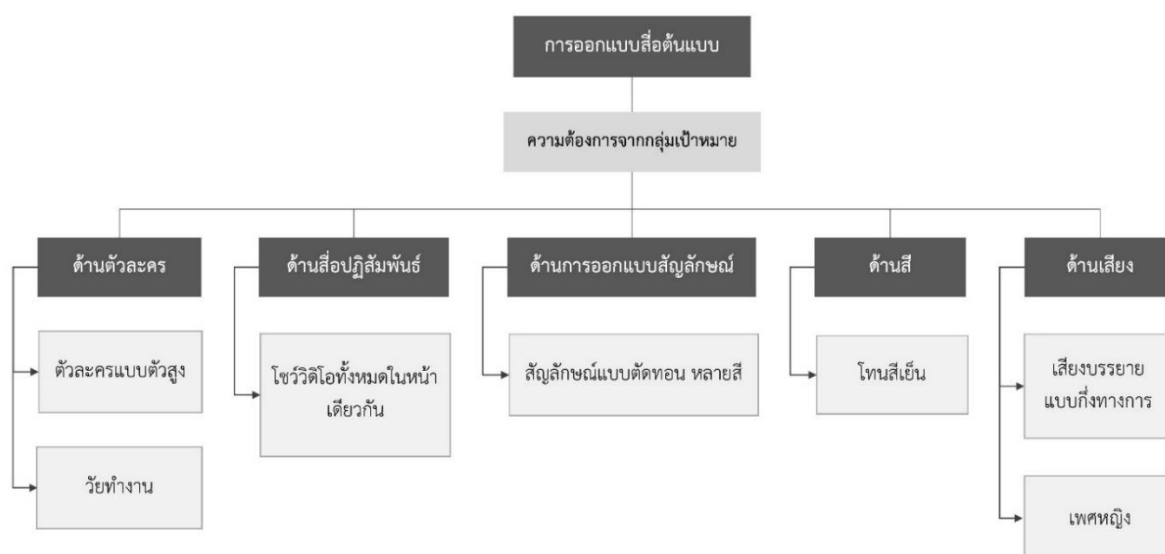 การออกแบบสื่อต้นแบบ
ความต้องการจากกลุ่มเป้าหมาย
ด้านตัวละคร
ด้านสื่อปฏิสัมพันธ์
ด้านการออกแบบสัญลักษณ์
ด้านสี
ด้านเสียง
ตัวละครแบบตัวสูง
วัยทำงาน
โชว์วิดิโอทั้งหมดในหน้า
เดียวกัน
สัญลักษณ์แบบตัดทอน หลายสี
โทนสีเย็น
เสียงบรรยาย
แบบกึ่งทางการ
เพศหญิง